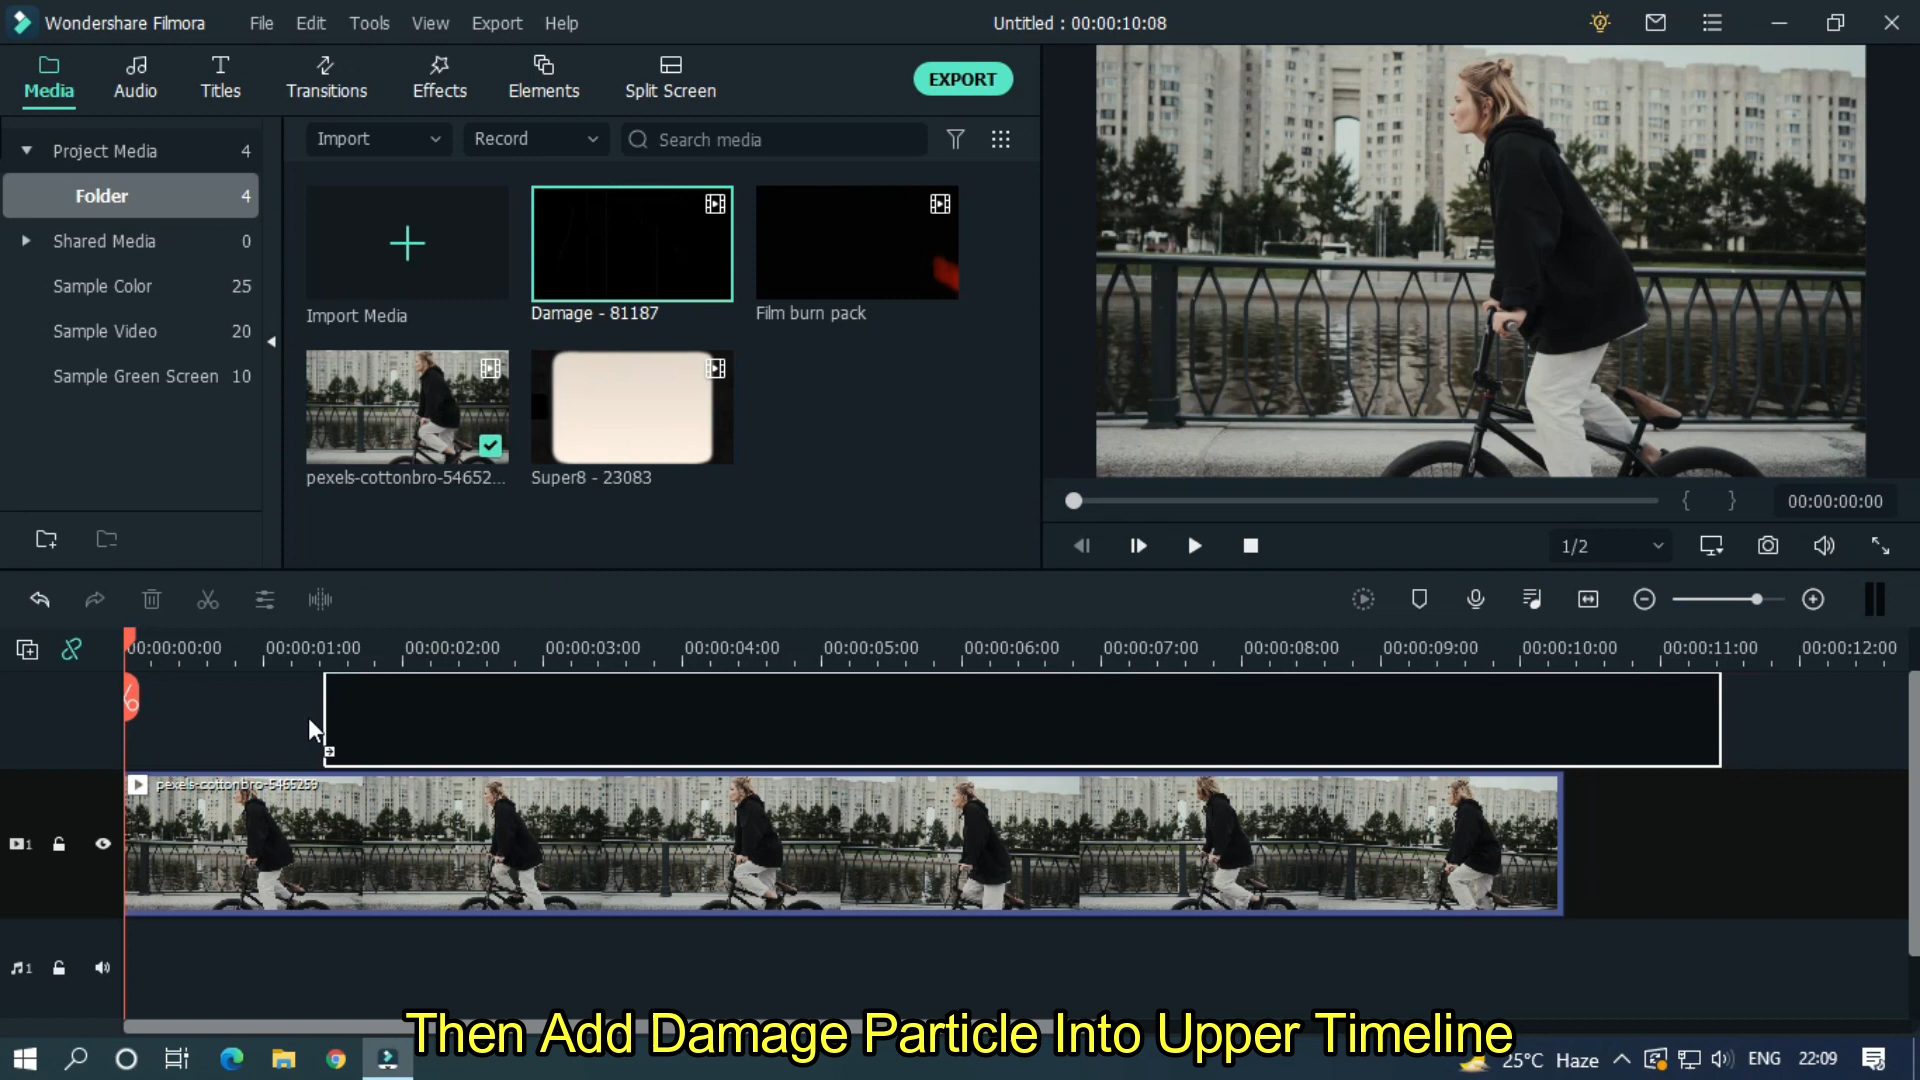 Wondershare Filmora
File
Edit
Tools
View
Export
Help
Untitled : 00:00:10:08
Media
Audio
Titles
Transitions
Effects
Elements
Split Screen
EXPORT
Project Media 4
Folder 4
Shared Media 0
Sample Color 25
Sample Video 20
Sample Green Screen 10
Import
Record
Search media
Import Media
Damage - 81187
Film burn pack
pexels-cottonbro-54652...
Super8 - 23083
{ }
00:00:00:00
1/2
00:00:00:00 00:00:01:00 00:00:02:00 00:00:03:00 00:00:04:00 00:00:05:00 00:00:06:00 00:00:07:00 00:00:08:00 00:00:09:00 00:00:10:00 00:00:11:00 00:00:12:00
pexels-cottonbro-5465259
1
1
Then Add Damage Particle Into Upper Timeline
25°C Haze
ENG
22:09